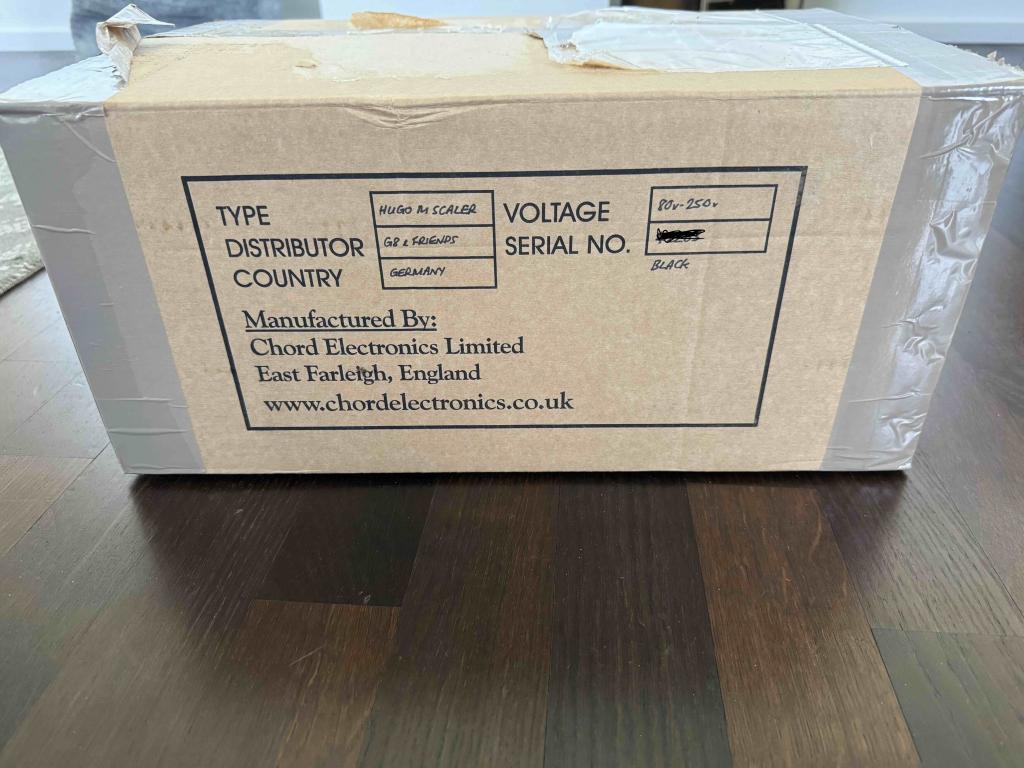 TYPE HUGO M SCALER VOLTAGE 80v-250v
DISTRIBUTOR G8 & FRIENDS SERIAL NO.
COUNTRY GERMANY BLACK
Manufactured By:
Chord Electronics Limited
East Farleigh, England
www.chordelectronics.co.uk